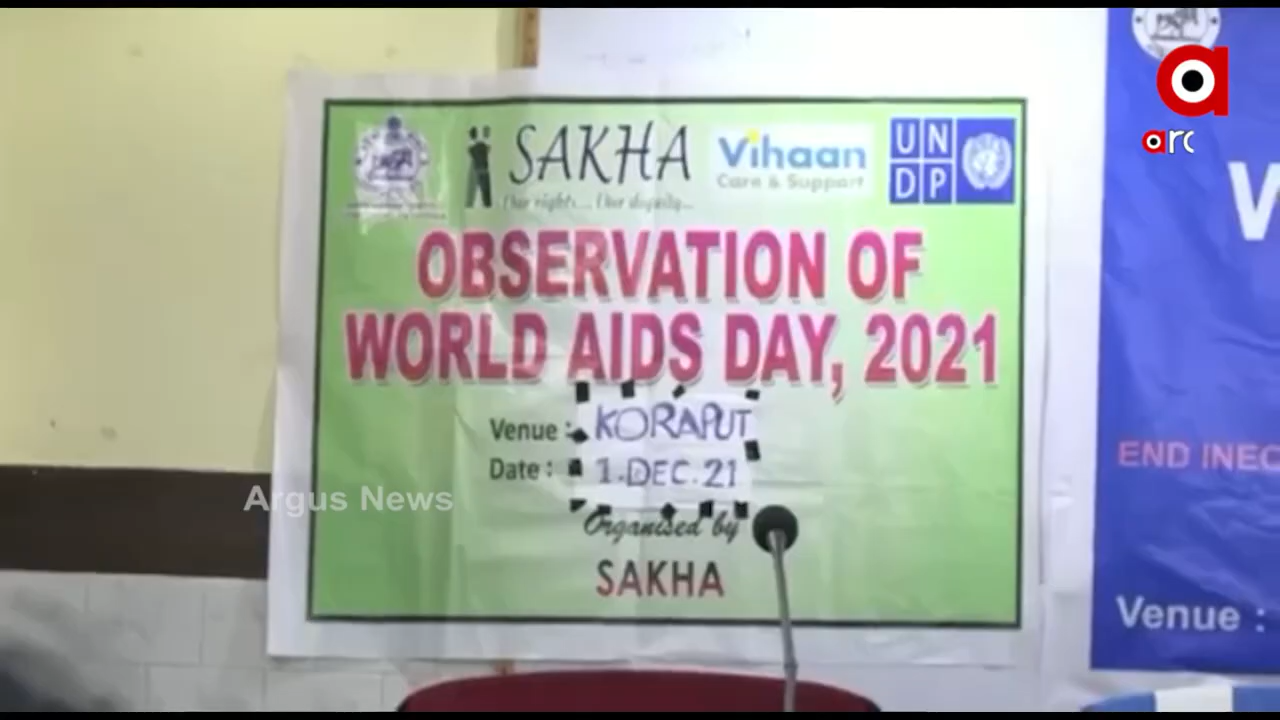 SAKHA
Our rights... Our dignity...
Vihaan
Care & Support
UN
DP
OBSERVATION OF
WORLD AIDS DAY, 2021
Venue : KORAPUT
Date : 1.DEC.21
Organised by
SAKHA
Argus News
arc
END INEQ
Venue :